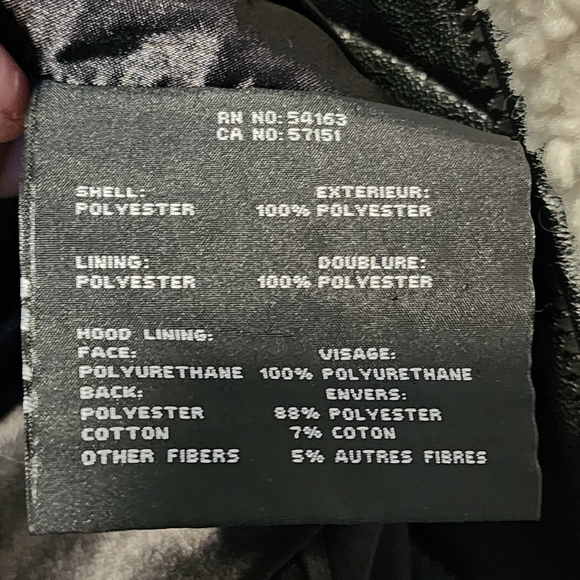 RN NO: 54163
CA NO: 57151
SHELL: EXTERIEUR:
POLYESTER 100% POLYESTER
LINING: DOUBLURE:
POLYESTER 100% POLYESTER
HOOD LINING:
FACE: VISAGE:
POLYURETHANE 100% POLYURETHANE
BACK: ENVERS:
POLYESTER 88% POLYESTER
COTTON 7% COTON
OTHER FIBERS 5% AUTRES FIBRES